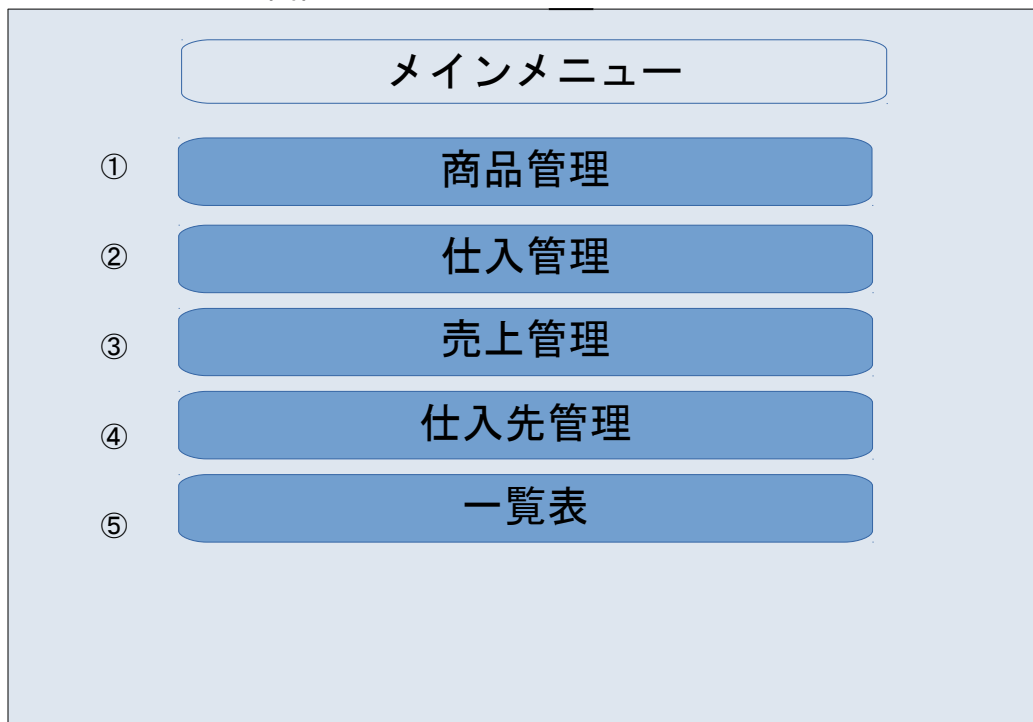 メインメニュー
① 商品管理
② 仕入管理
③ 売上管理
④ 仕入先管理
⑤ 一覧表